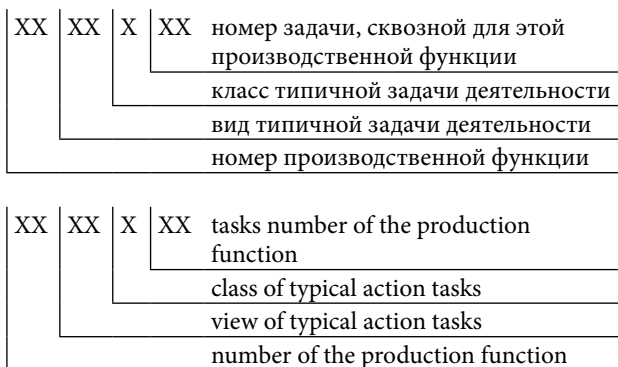 XX XX X XX номер задачи, сквозной для этой
производственной функции
класс типичной задачи деятельности
вид типичной задачи деятельности
номер производственной функции
XX XX X XX tasks number of the production
function
class of typical action tasks
view of typical action tasks
number of the production function